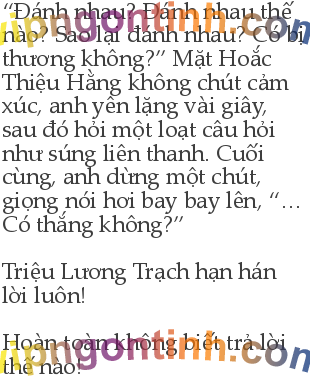 “Đánh nhau? Đánh nhau thế
nào? Sao lại đánh nhau? Có bị
thương không?” Mặt Hoắc
Thiệu Hằng không chút cảm
xúc, anh yên lặng vài giây,
sau đó hỏi một loạt câu hỏi
như súng liên thanh. Cuối
cùng, anh dừng một chút,
giọng nói hơi bay bay lên, “…
Có thắng không?”
Triệu Lương Trạch hạn hán
lời luôn!
Hoàn toàn không biết trả lời
thế nào!
vipngontinh.com
vipngontinh.com